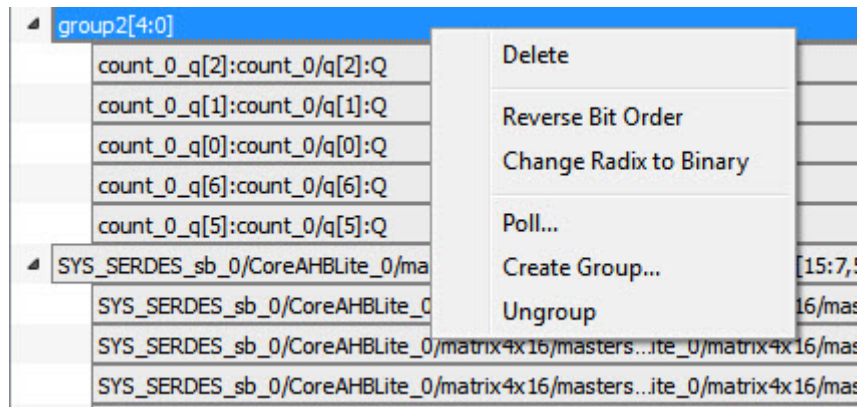 group2[4:0]
count_0_q[2]:count_0/q[2]:Q
count_0_q[1]:count_0/q[1]:Q
count_0_q[0]:count_0/q[0]:Q
count_0_q[6]:count_0/q[6]:Q
count_0_q[5]:count_0/q[5]:Q
SYS_SERDES_sb_0/CoreAHBLite_0/ma
[15:7,5
SYS_SERDES_sb_0/CoreAHBLite_0
16/mas
SYS_SERDES_sb_0/CoreAHBLite_0/matrix4x16/masters...ite_0/matrix4x16/mas
SYS_SERDES_sb_0/CoreAHBLite_0/matrix4x16/masters...ite_0/matrix4x16/mas
Delete
Reverse Bit Order
Change Radix to Binary
Poll...
Create Group...
Ungroup